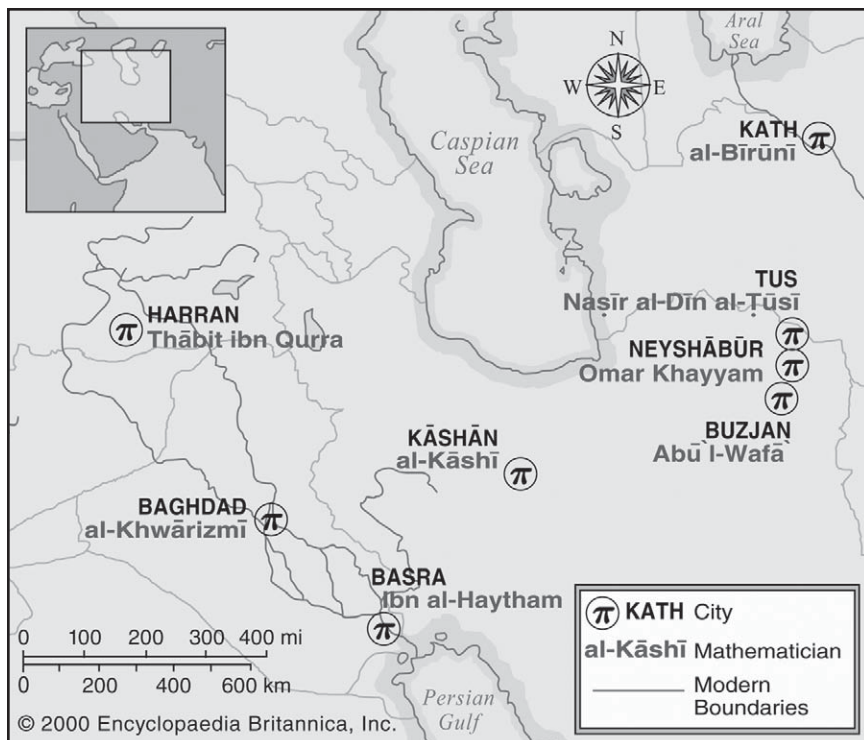 Aral
Sea
N
W
E
S
Caspian
Sea
KATH
al-Bīrūnī
TUS
Naṣīr al-Dīn al-Ṭūsī
HARRAN
Thābit ibn Qurra
NEYSHĀBŪR
Omar Khayyam
BUZJAN
Abū`l-Wafā`
KĀSHĀN
al-Kāshī
BAGHDAD
al-Khwārizmī
BASRA
Ibn al-Haytham
0 100 200 300 400 mi
0 200 400 600 km
Persian
Gulf
© 2000 Encyclopaedia Britannica, Inc.
π KATH City
al-Kāshī Mathematician
Modern
Boundaries
π
π
π
π
π
π
π
π